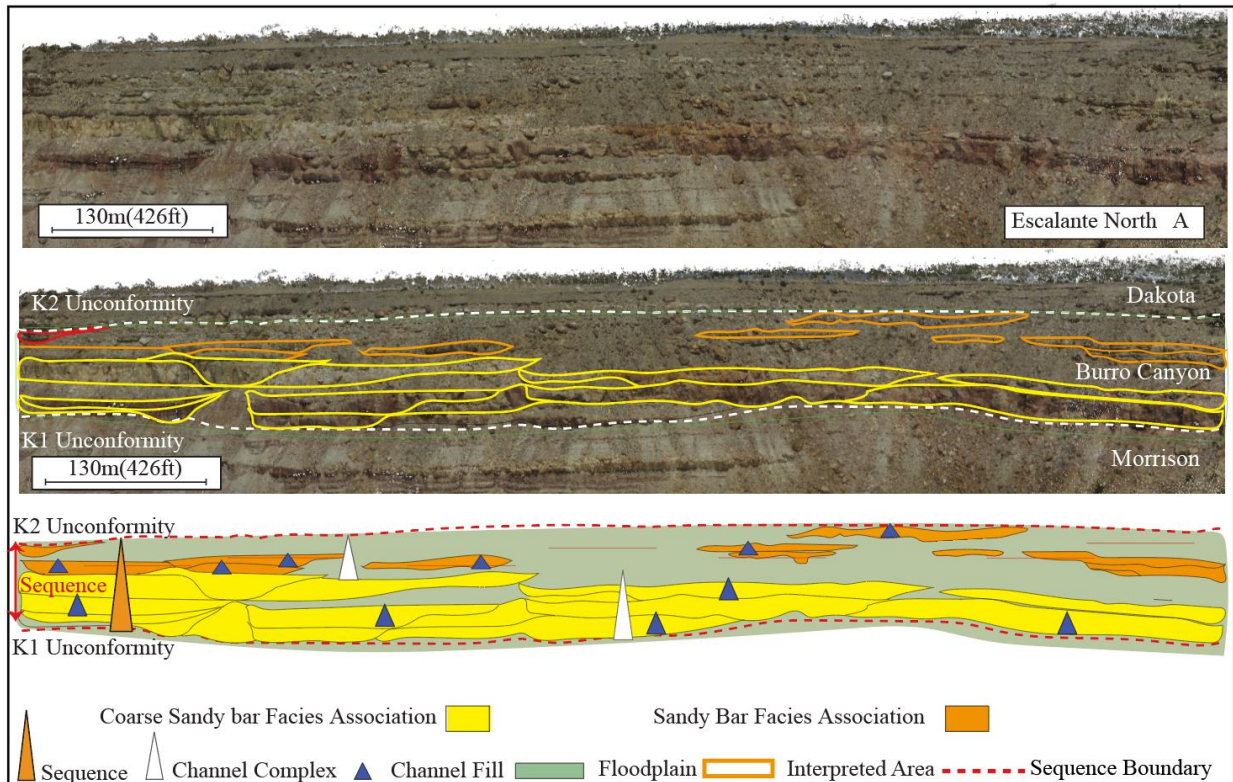 130m(426ft)
Escalante North A
K2 Unconformity
Dakota
Burro Canyon
K1 Unconformity
Morrison
130m(426ft)
K2 Unconformity
Sequence
K1 Unconformity
Coarse Sandy bar Facies Association
Sandy Bar Facies Association
Sequence
Channel Complex
Channel Fill
Floodplain
Interpreted Area
Sequence Boundary